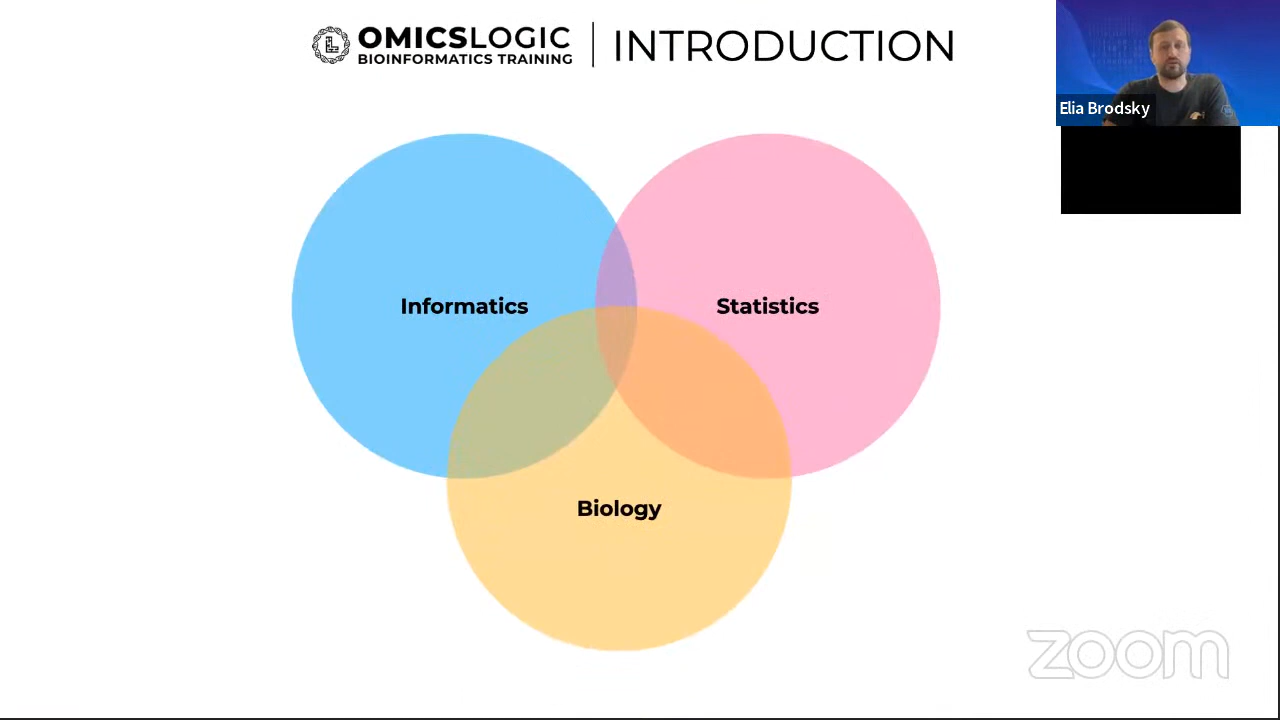 OMICSLOGIC
BIOINFORMATICS TRAINING
INTRODUCTION
Elia Brodsky
Informatics
Statistics
Biology
zoom